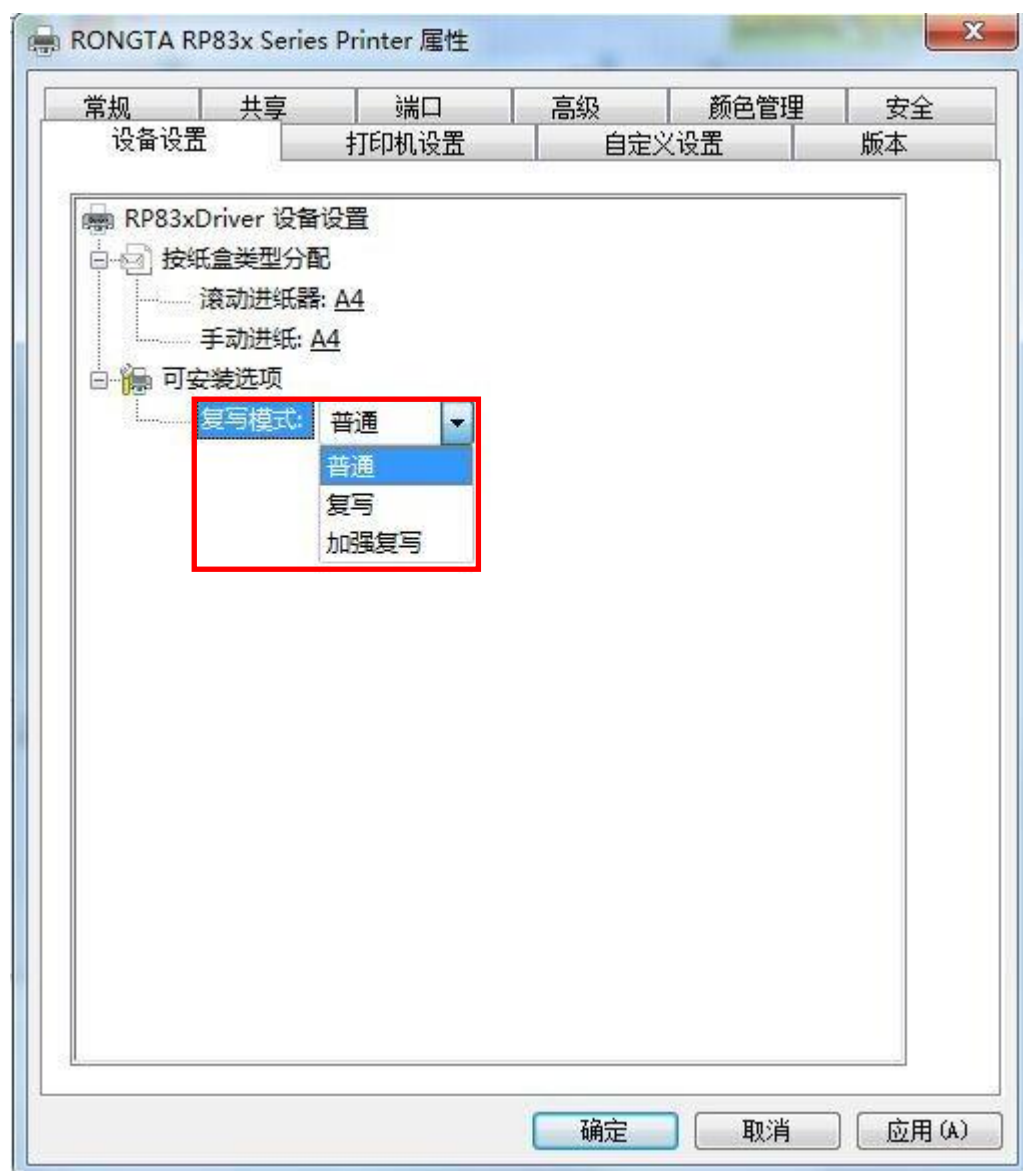 RONGTA RP83x Series Printer 属性
常规 共享 端口 高级 颜色管理 安全
设备设置 打印机设置 自定义设置 版本
RP83xDriver 设备设置
按纸盒类型分配
滚动进纸器: A4
手动进纸: A4
可安装选项
复写模式: 普通
普通
复写
加强复写
确定 取消 应用(A)